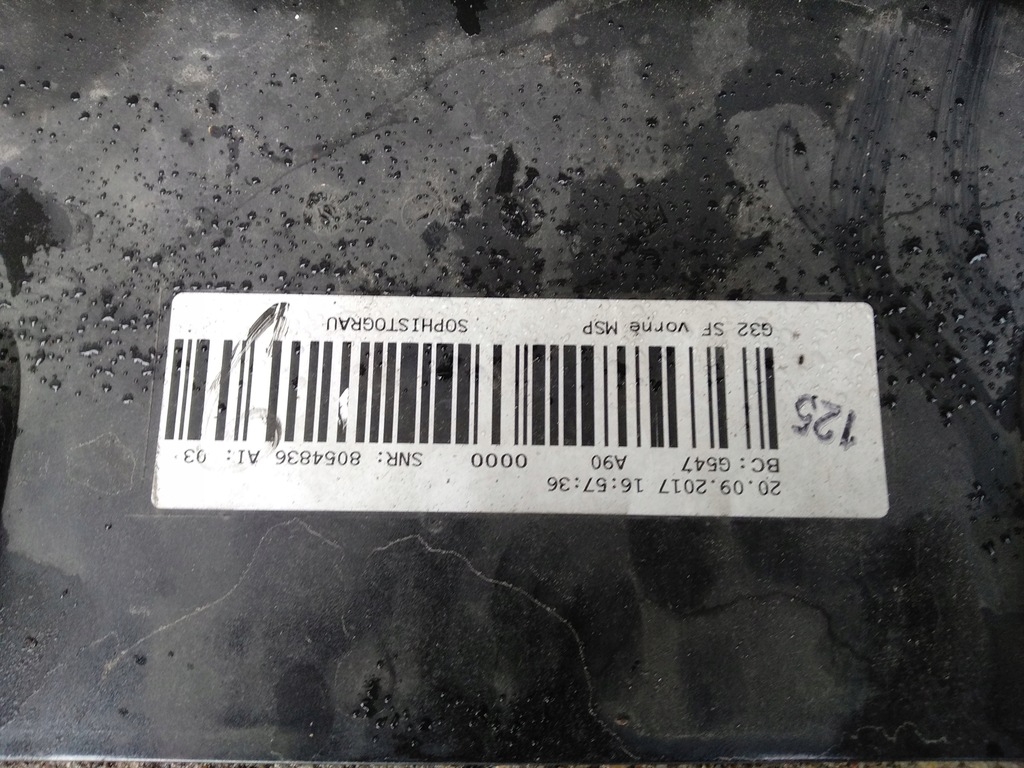 20.09.2017 16:57:36
BC: G547 A90 0000 SNR: 8054836 AI: 03
G32 SF vorne MSP SOPHISTOGRAU
125